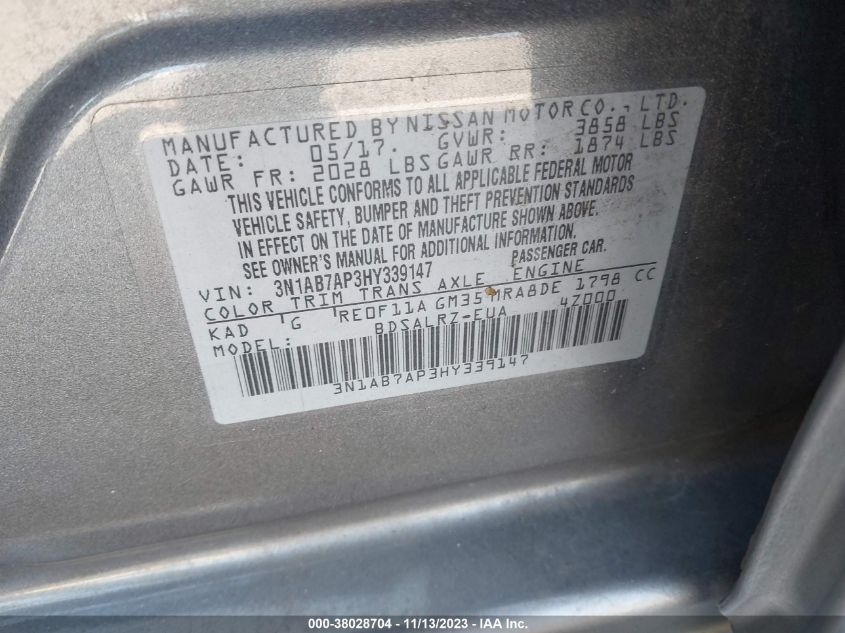 MANUFACTURED BY NISSAN MOTOR CO., LTD.
DATE: 05/17. GVWR: 3858 LBS
GAWR FR: 2028 LBS GAWR RR: 1874 LBS
THIS VEHICLE CONFORMS TO ALL APPLICABLE FEDERAL MOTOR
VEHICLE SAFETY, BUMPER AND THEFT PREVENTION STANDARDS
IN EFFECT ON THE DATE OF MANUFACTURE SHOWN ABOVE.
SEE OWNER'S MANUAL FOR ADDITIONAL INFORMATION.
VIN: 3N1AB7AP3HY339147 PASSENGER CAR.
COLOR TRIM TRANS AXLE ENGINE
KAD G RE0F11A GM35 MRA8DE 1798 CC
MODEL: BDSALRZ-EUA 4Z000
3N1AB7AP3HY339147
000-38028704 - 11/13/2023 - IAA Inc.